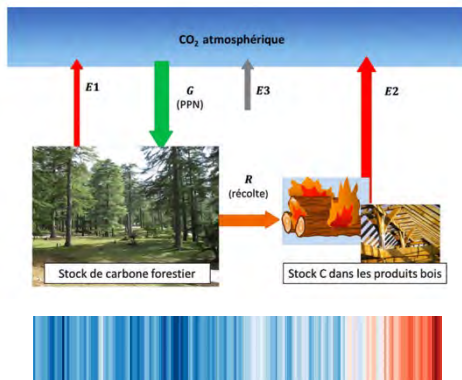 CO₂ atmosphérique
E1
G
(PPN)
E3
E2
R
(récolte)
Stock de carbone forestier
Stock C dans les produits bois